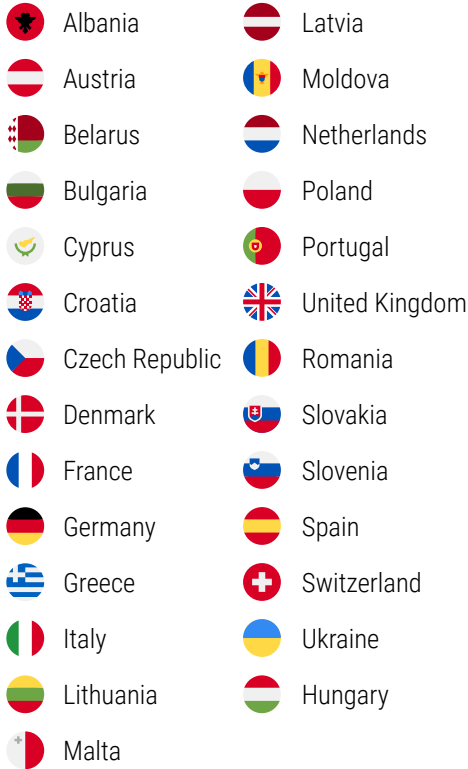 Albania
Austria
Belarus
Bulgaria
Cyprus
Croatia
Czech Republic
Denmark
France
Germany
Greece
Italy
Lithuania
Malta
Latvia
Moldova
Netherlands
Poland
Portugal
United Kingdom
Romania
Slovakia
Slovenia
Spain
Switzerland
Ukraine
Hungary